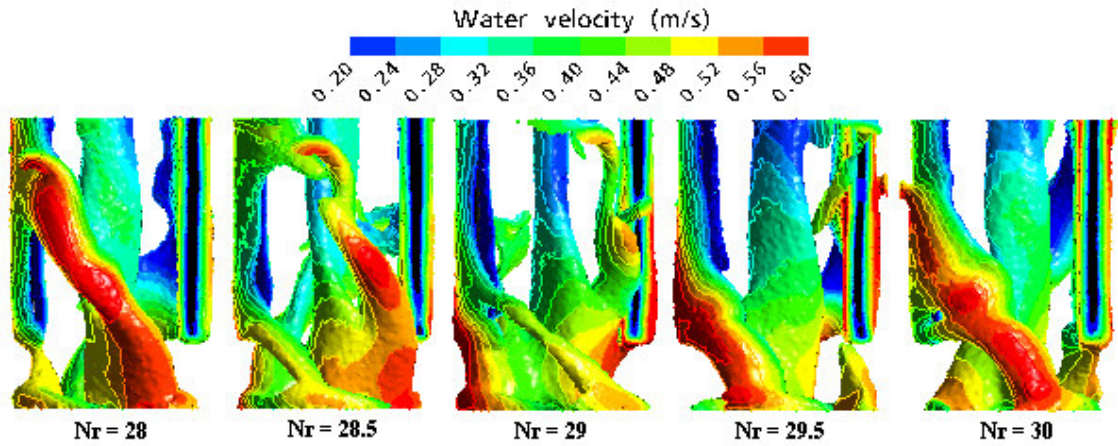 Water velocity (m/s)
0.20 0.24 0.28 0.32 0.36 0.40 0.44 0.48 0.52 0.56 0.60
Nr = 28 Nr = 28.5 Nr = 29 Nr = 29.5 Nr = 30